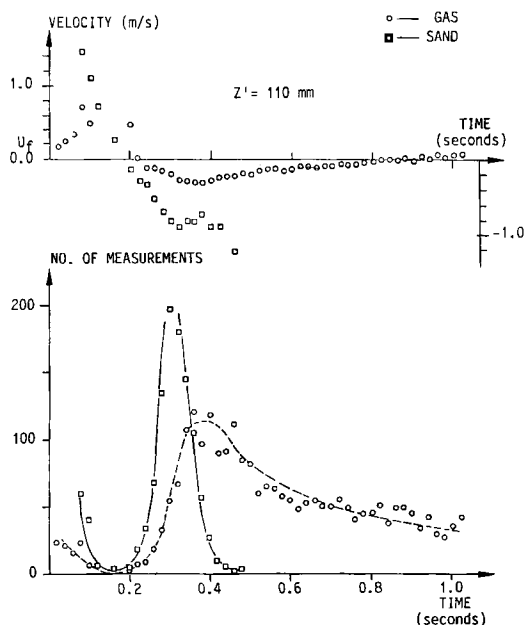 VELOCITY (m/s)
○ — GAS
□ — SAND
1.0
Z'= 110 mm
U_f
0.0
TIME
(seconds)
-1.0
NO. OF MEASUREMENTS
200
100
0
0.2 0.4 0.6 0.8 1.0
TIME
(seconds)